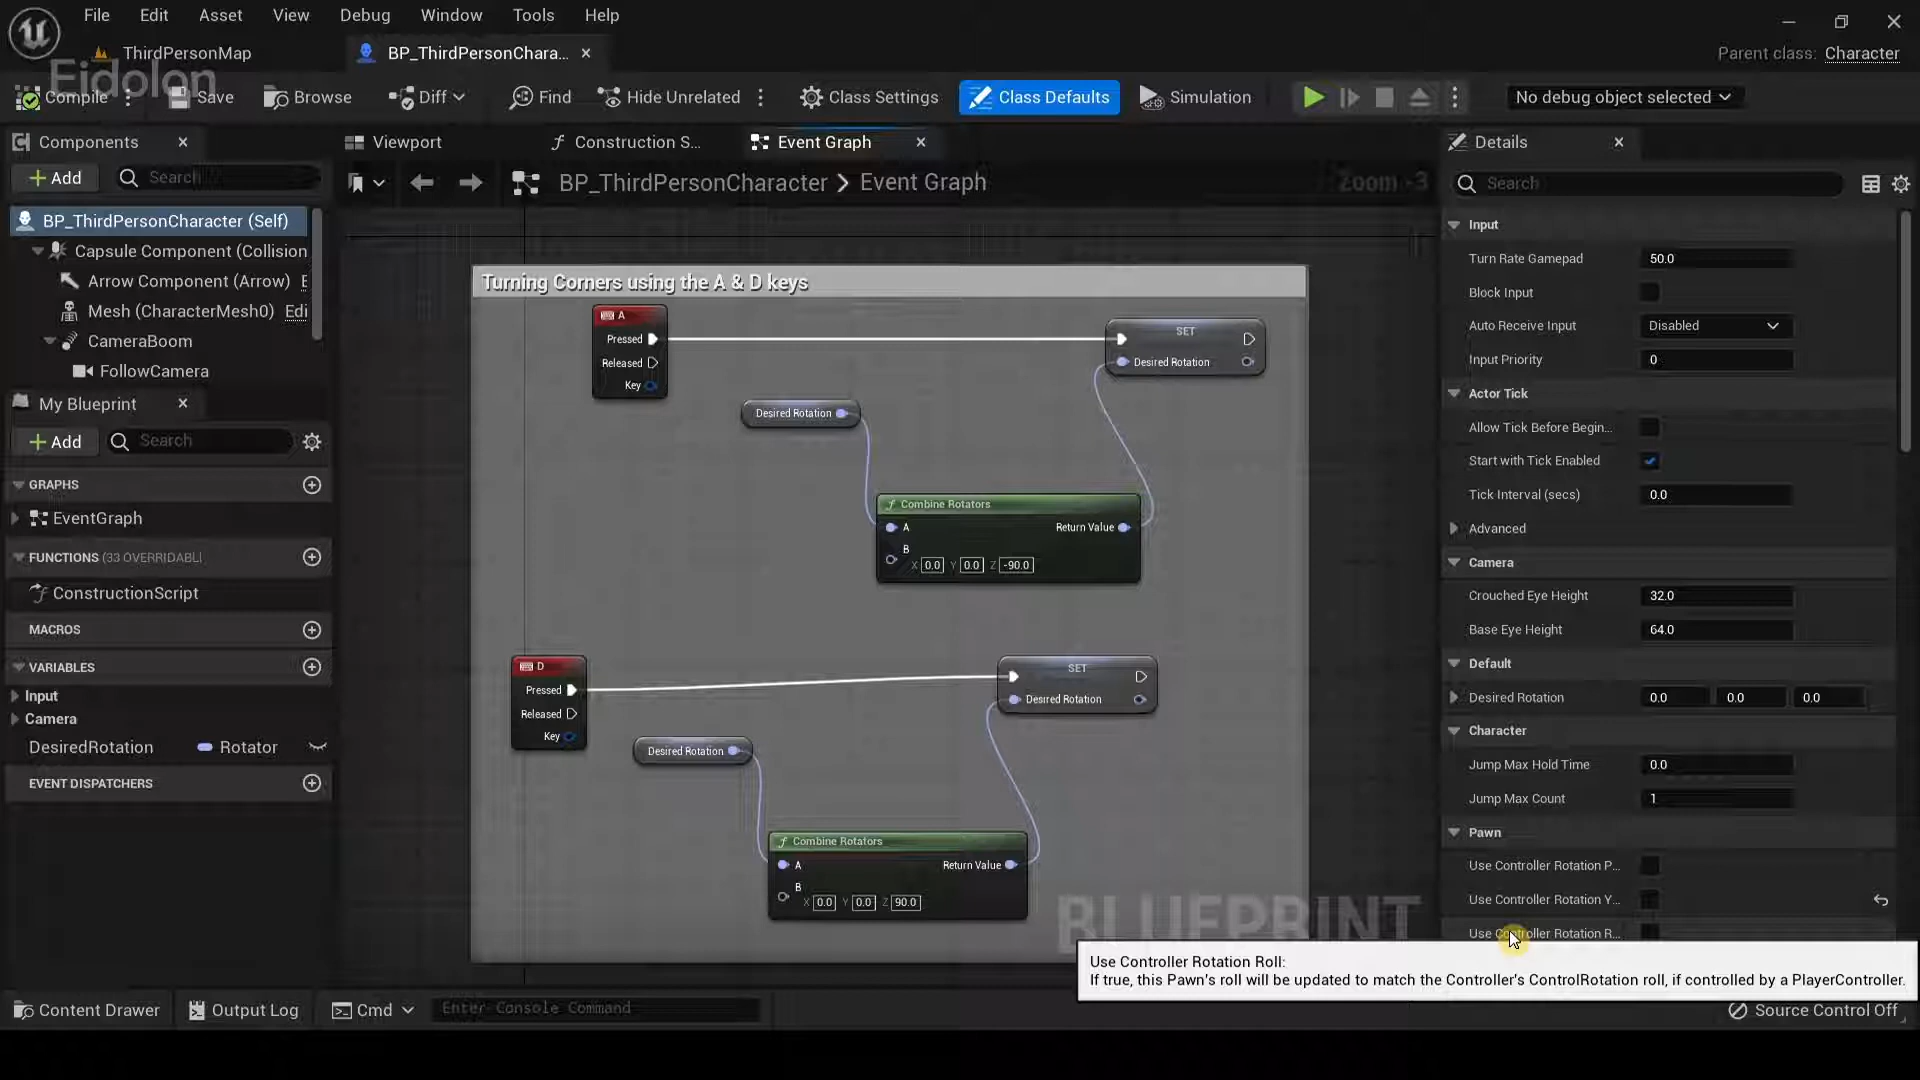 File Edit Asset View Debug Window Tools Help
ThirdPersonMap
BP_ThirdPersonChara...
Parent class: Character
Eidolon
Compile
Save
Browse
Diff
Find
Hide Unrelated
Class Settings
Class Defaults
Simulation
No debug object selected
Components
Add
Search
BP_ThirdPersonCharacter (Self)
Capsule Component (Collision
Arrow Component (Arrow) E
Mesh (CharacterMesh0) Edi
CameraBoom
FollowCamera
My Blueprint
Add
Search
GRAPHS
EventGraph
FUNCTIONS (33 OVERRIDABL
ConstructionScript
MACROS
VARIABLES
Input
Camera
DesiredRotation Rotator
EVENT DISPATCHERS
Viewport
Construction S...
Event Graph
BP_ThirdPersonCharacter > Event Graph
Zoom -3
Turning Corners using the A & D keys
A
Pressed
Released
Key
SET
Desired Rotation
Desired Rotation
Combine Rotators
A Return Value
B
X 0.0 Y 0.0 Z -90.0
D
Pressed
Released
Key
SET
Desired Rotation
Desired Rotation
Combine Rotators
A Return Value
B
X 0.0 Y 0.0 Z 90.0
BLUEPRINT
Details
Search
Input
Turn Rate Gamepad 50.0
Block Input
Auto Receive Input Disabled
Input Priority 0
Actor Tick
Allow Tick Before Begin...
Start with Tick Enabled
Tick Interval (secs) 0.0
Advanced
Camera
Crouched Eye Height 32.0
Base Eye Height 64.0
Default
Desired Rotation 0.0 0.0 0.0
Character
Jump Max Hold Time 0.0
Jump Max Count 1
Pawn
Use Controller Rotation P...
Use Controller Rotation Y...
Use Controller Rotation R...
Use Controller Rotation Roll:
If true, this Pawn's roll will be updated to match the Controller's ControlRotation roll, if controlled by a PlayerController.
Content Drawer
Output Log
Cmd
Enter Console Command
Source Control Off